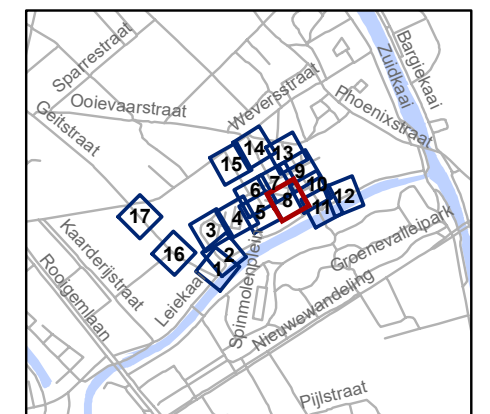 Sparrestraat
Bargiekaai
Zuidkaai
Weversstraat
Ooievaarstraat
Geitstraat
Phoenixstraat
14
13
15
9
7
10
6
8
12
11
5
4
3
17
2
16
1
Groenevalleipark
Kaarderijstraat
Spinmolenplein
Leiekaai
Rooigemlaan
Nieuwewandeling
Pijlstraat